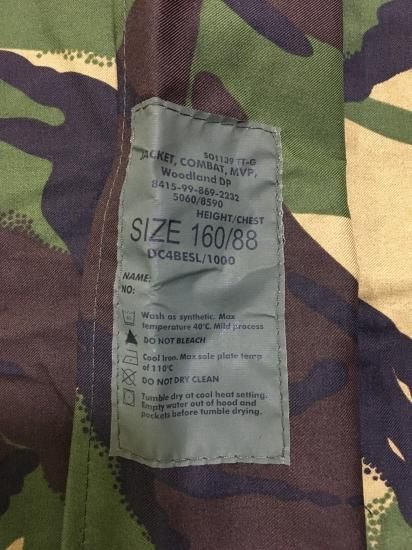 SO1139 TT-G
JACKET, COMBAT, MVP,
Woodland DP
8415-99-869-2232
5060/8590
HEIGHT/CHEST
SIZE 160/88
DC4BESL/1000
NAME:
NO:
Wash as synthetic. Max
temperature 40°C. Mild process
DO NOT BLEACH
Cool Iron. Max sole plate temp
of 110°C
DO NOT DRY CLEAN
Tumble dry at cool heat setting.
Empty water out of hood and
pockets before tumble drying.